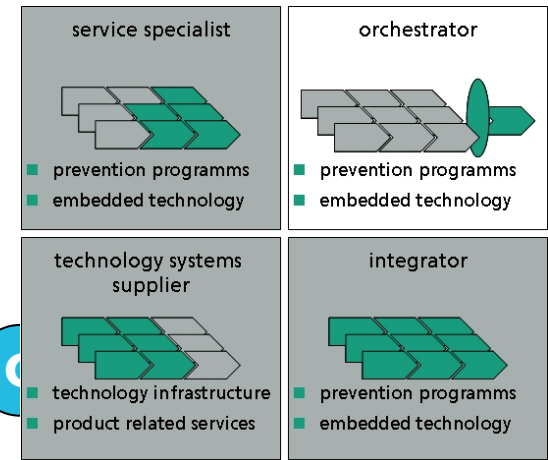 service specialist
prevention programms
embedded technology
orchestrator
prevention programms
embedded technology
technology systems
supplier
technology infrastructure
product related services
integrator
prevention programms
embedded technology